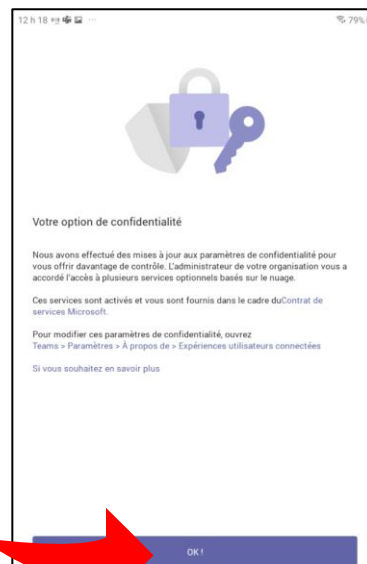 12 h 18 79%
Votre option de confidentialité
Nous avons effectué des mises à jour aux paramètres de confidentialité pour
vous offrir davantage de contrôle. L'administrateur de votre organisation vous a
accordé l'accès à plusieurs services optionnels basés sur le nuage.
Ces services sont activés et vous sont fournis dans le cadre duContrat de
services Microsoft.
Pour modifier ces paramètres de confidentialité, ouvrez
Teams > Paramètres > À propos de > Expériences utilisateurs connectées
Si vous souhaitez en savoir plus
OK !